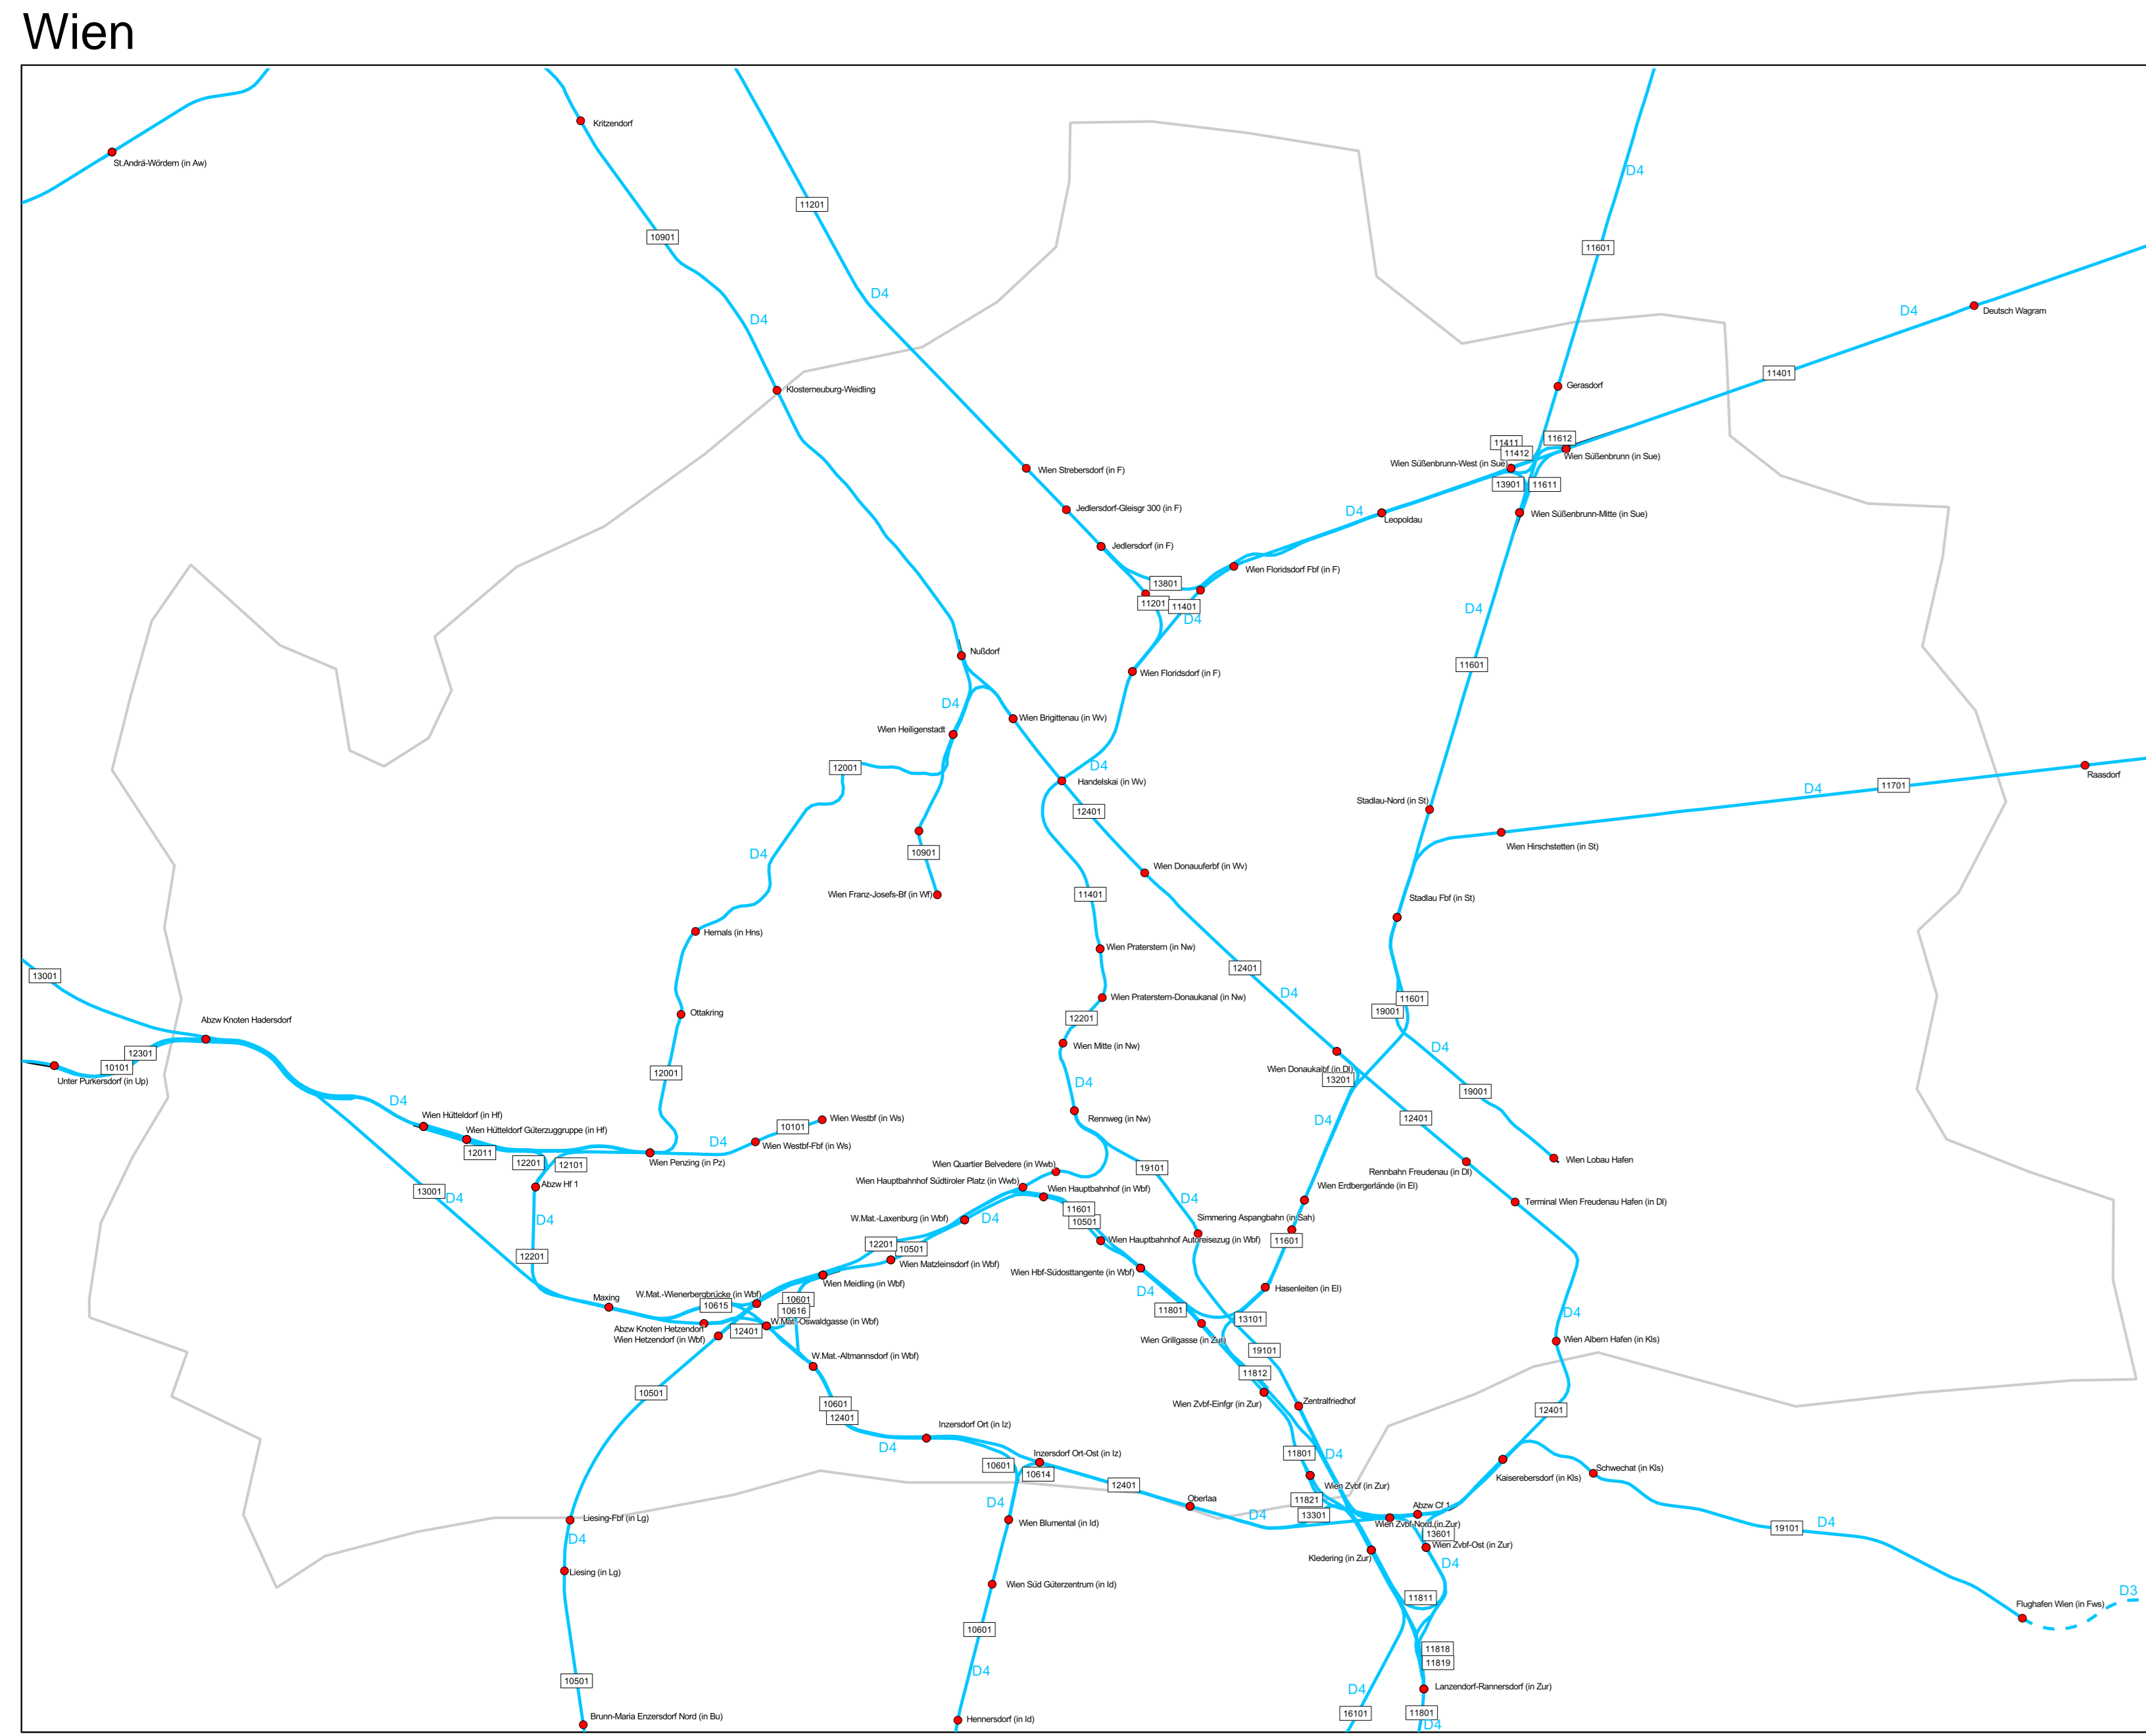 Wien
Kritzendorf
St.Andrä-Wördern (in Aw)
D4
11201
10901
11601
D4
D4
Deutsch Wagram
D4
11401
Klosterneuburg-Weidling
Gerasdorf
11411
11612
11412
Wien Süßenbrunn (in Sue)
Wien Süßenbrunn-West (in Sue)
Wien Strebersdorf (in F)
13901
11611
Jedlersdorf-Gleisgr 300 (in F)
D4
Leopoldau
Wien Süßenbrunn-Mitte (in Sue)
Jedlersdorf (in F)
Wien Floridsdorf Fbf (in F)
13801
11201
11401
D4
D4
Nußdorf
11601
Wien Floridsdorf (in F)
D4
Wien Brigittenau (in Wv)
Wien Heiligenstadt
12001
D4
Handelskai (in Wv)
Raasdorf
11701
D4
Stadlau-Nord (in St)
12401
Wien Hirschstetten (in St)
D4
10901
Wien Donauuferbf (in Wv)
Wien Franz-Josefs-Bf (in Wf)
11401
Stadlau Fbf (in St)
Hernals (in Hns)
Wien Praterstern (in Nw)
12401
13001
D4
Wien Praterstern-Donaukanal (in Nw)
11601
19001
Ottakring
12201
Abzw Knoten Hadersdorf
Wien Mitte (in Nw)
D4
12301
10101
Unter Purkersdorf (in Up)
12001
Wien Donaukaibf (in Dl)
13201
D4
19001
D4
Wien Hütteldorf (in Hf)
Rennweg (in Nw)
D4
12401
Wien Westbf (in Ws)
10101
Wien Hütteldorf Güterzuggruppe (in Hf)
D4
Wien Westbf-Fbf (in Ws)
12011
12201
12101
Wien Penzing (in Pz)
Wien Lobau Hafen
Wien Quartier Belvedere (in Wwb)
19101
Rennbahn Freudenau (in Dl)
Abzw Hf 1
Wien Hauptbahnhof Südtiroler Platz (in Wwb)
Wien Hauptbahnhof (in Wbf)
Wien Erdbergerlände (in El)
13001
D4
D4
Terminal Wien Freudenau Hafen (in Dl)
11601
W.Mat.-Laxenburg (in Wbf)
D4
10501
Simmering Aspangbahn (in Sah)
D4
12201
10501
Wien Hauptbahnhof Autoreisezug (in Wbf)
11601
12201
Wien Matzleinsdorf (in Wbf)
Wien Hbf-Südosttangente (in Wbf)
Wien Meidling (in Wbf)
Hasenleiten (in El)
D4
Maxing
W.Mat.-Wienerbergbrücke (in Wbf)
10601
10615
10616
11801
D4
13101
W.Mat.-Oswaldgasse (in Wbf)
Abzw Knoten Hetzendorf
12401
Wien Hetzendorf (in Wbf)
Wien Grillgasse (in Zur)
Wien Albern Hafen (in Kls)
19101
W.Mat.-Altmannsdorf (in Wbf)
11812
10501
10601
Wien Zvbf-Einfgr (in Zur)
Zentralfriedhof
12401
12401
Inzersdorf Ort (in Iz)
D4
Inzersdorf Ort-Ost (in Iz)
11801
D4
10601
10614
Schwechat (in Kls)
Kaiserebersdorf (in Kls)
12401
Wien Zvbf (in Zur)
D4
Oberlaa
11821
Abzw Cf 1
Liesing-Fbf (in Lg)
D4
13301
Wien Blumental (in Id)
Wien Zvbf-Nord (in Zur)
D4
19101
13601
D4
Wien Zvbf-Ost (in Zur)
Kledering (in Zur)
D4
Liesing (in Lg)
Wien Süd Güterzentrum (in Id)
D3
11811
Flughafen Wien (in Fws)
10601
11818
11819
D4
10501
Lanzendorf-Rannersdorf (in Zur)
D4
16101
11801
Brunn-Maria Enzersdorf Nord (in Bu)
Hennersdorf (in Id)
D4